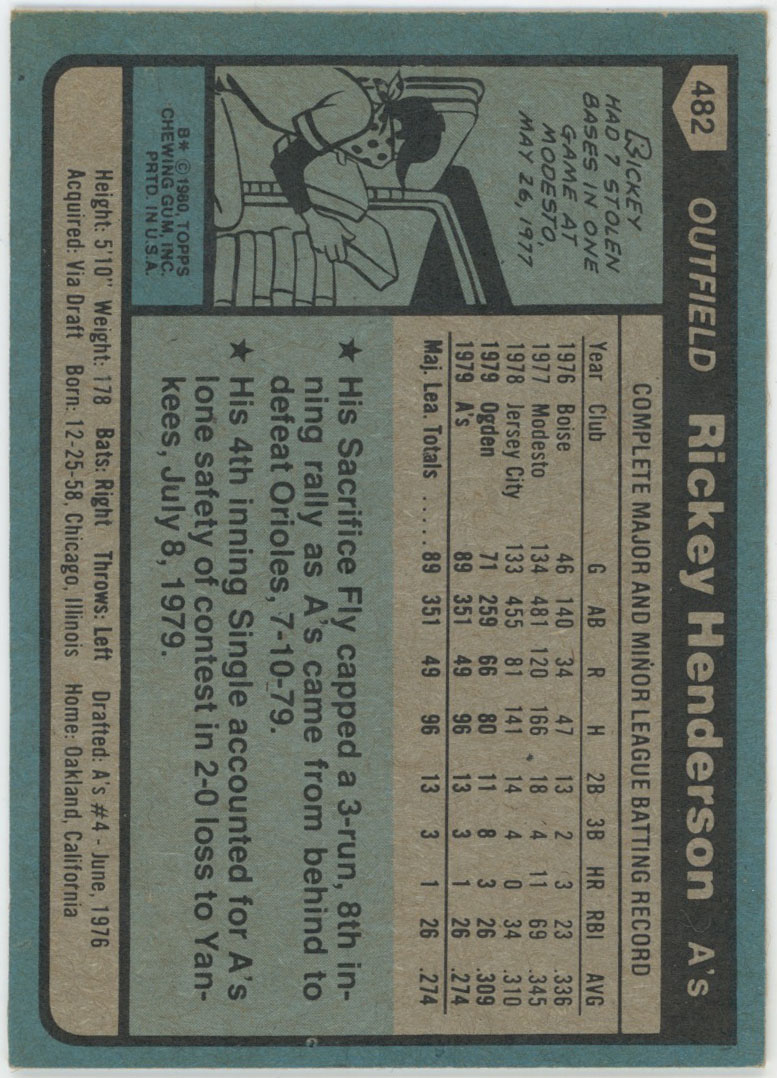 482 OUTFIELD Rickey Henderson A's
RICKEY
HAD 7 STOLEN
BASES IN ONE
GAME AT
MODESTO,
MAY 26, 1977
B* © 1980, TOPPS
CHEWING GUM, INC.
PRTD. IN U.S.A.
COMPLETE MAJOR AND MINOR LEAGUE BATTING RECORD
Year Club G AB R H 2B 3B HR RBI AVG
1976 Boise 46 140 34 47 13 2 3 23 .336
1977 Modesto 134 481 120 166 18 4 11 69 .345
1978 Jersey City 133 455 81 141 14 4 0 34 .310
1979 Ogden 71 259 66 80 11 8 3 26 .309
1979 A's 89 351 49 96 13 3 1 26 .274
Maj. Lea. Totals ..... 89 351 49 96 13 3 1 26 .274
★ His Sacrifice Fly capped a 3-run, 8th in-
ning rally as A's came from behind to
defeat Orioles, 7-10-79.
★ His 4th inning Single accounted for A's
lone safety of contest in 2-0 loss to Yan-
kees, July 8, 1979.
Height: 5'10" Weight: 178 Bats: Right Throws: Left Drafted: A's #4 - June, 1976
Acquired: Via Draft Born: 12-25-58, Chicago, Illinois Home: Oakland, California